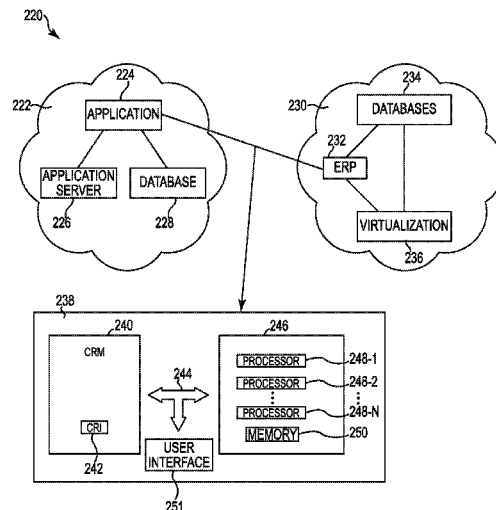 220
222
224
APPLICATION
APPLICATION
SERVER
226
DATABASE
228
230
234
DATABASES
232
ERP
VIRTUALIZATION
236
238
240
CRM
CRI
242
244
USER
INTERFACE
251
246
PROCESSOR
248-1
PROCESSOR
248-2
PROCESSOR
248-N
MEMORY
250